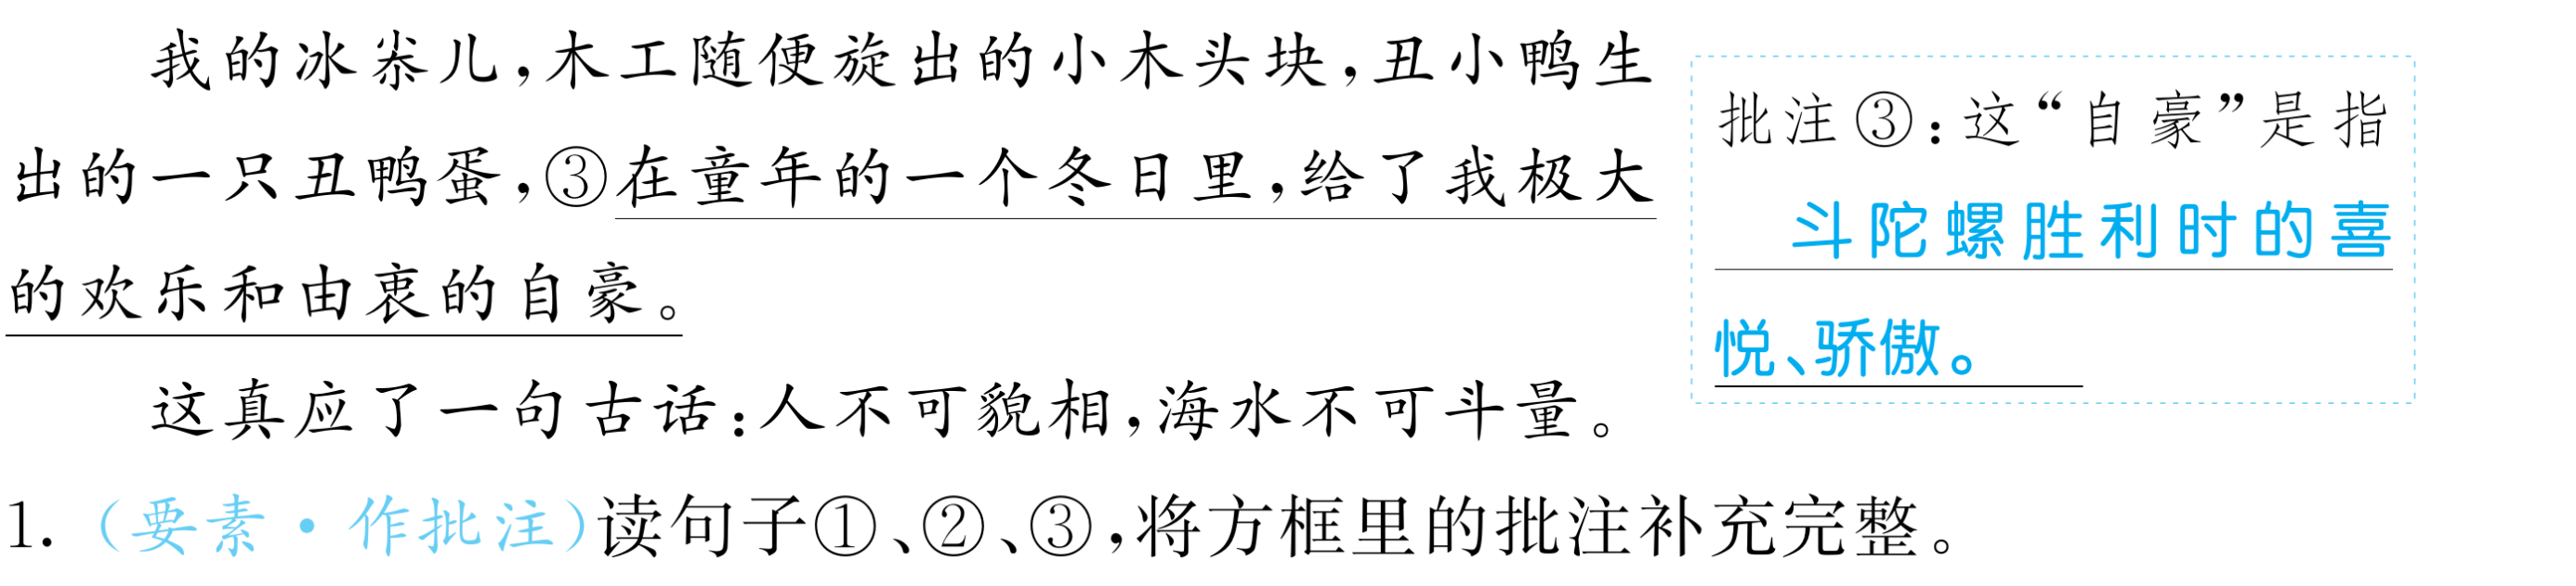 我的冰尜儿,木工随便旋出的小木头块,丑小鸭生
出的一只丑鸭蛋,③在童年的一个冬日里,给了我极大
的欢乐和由衷的自豪。
这真应了一句古话:人不可貌相,海水不可斗量。
批注③:这“自豪”是指
斗陀螺胜利时的喜
悦、骄傲。
1.(要素·作批注)读句子①、②、③,将方框里的批注补充完整。